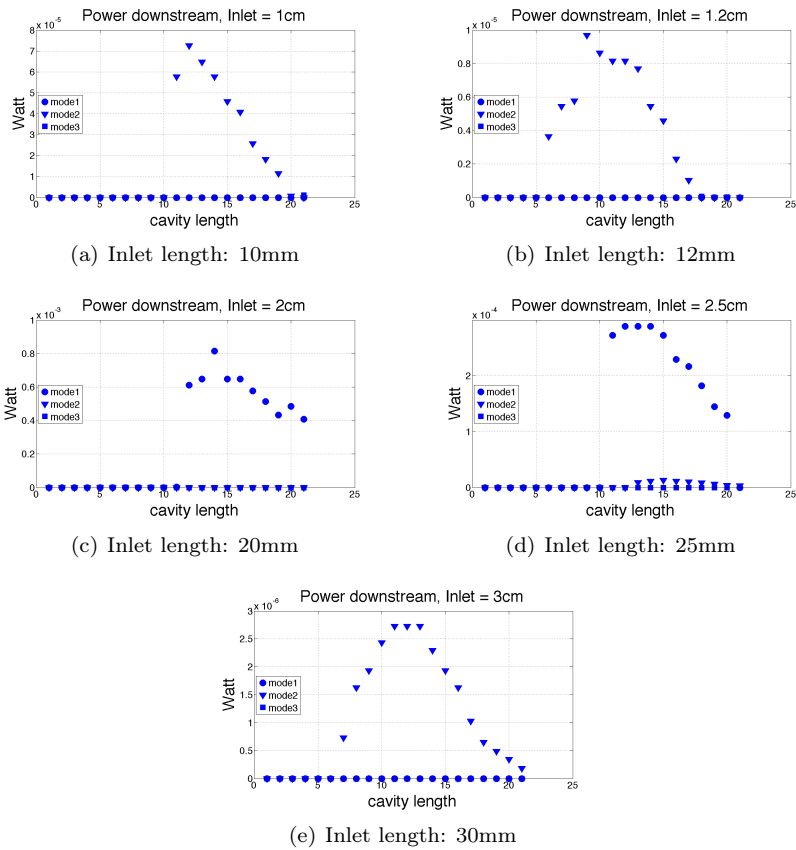 Power downstream, Inlet = 1cm
x 10^-5
8
7
6
5
4
3
2
1
0
Watt
mode1
mode2
mode3
0 5 10 15 20 25
cavity length
(a) Inlet length: 10mm
Power downstream, Inlet = 1.2cm
x 10^-5
1
0.8
0.6
0.4
0.2
0
Watt
mode1
mode2
mode3
0 5 10 15 20 25
cavity length
(b) Inlet length: 12mm
Power downstream, Inlet = 2cm
x 10^-3
1
0.8
0.6
0.4
0.2
0
Watt
mode1
mode2
mode3
0 5 10 15 20 25
cavity length
(c) Inlet length: 20mm
Power downstream, Inlet = 2.5cm
x 10^-4
2
1
0
Watt
mode1
mode2
mode3
0 5 10 15 20 25
cavity length
(d) Inlet length: 25mm
Power downstream, Inlet = 3cm
x 10^-6
3
2.5
2
1.5
1
0.5
0
Watt
mode1
mode2
mode3
0 5 10 15 20 25
cavity length
(e) Inlet length: 30mm